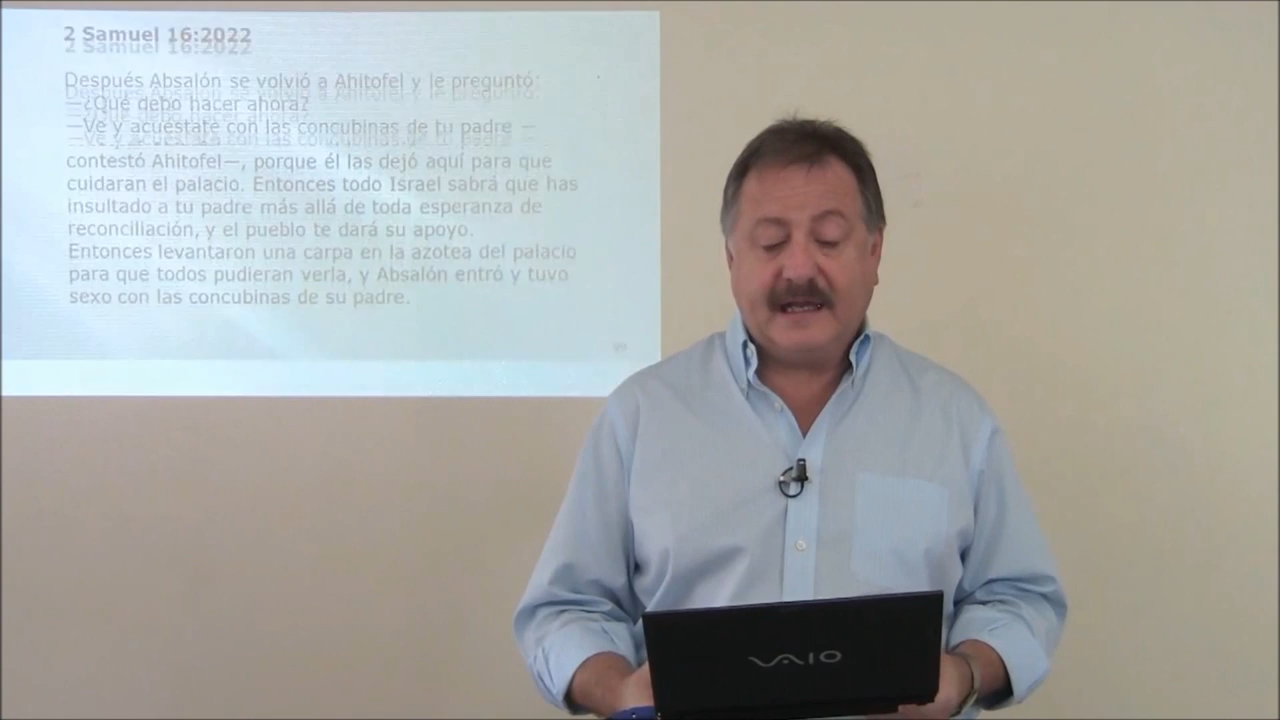 2 Samuel 16:2022
Después Absalón se volvió a Ahitofel y le preguntó:
—¿Qué debo hacer ahora?
—Ve y acuéstate con las concubinas de tu padre —
contestó Ahitofel—, porque él las dejó aquí para que
cuidaran el palacio. Entonces todo Israel sabrá que has
insultado a tu padre más allá de toda esperanza de
reconciliación, y el pueblo te dará su apoyo.
Entonces levantaron una carpa en la azotea del palacio
para que todos pudieran verla, y Absalón entró y tuvo
sexo con las concubinas de su padre.
VAIO